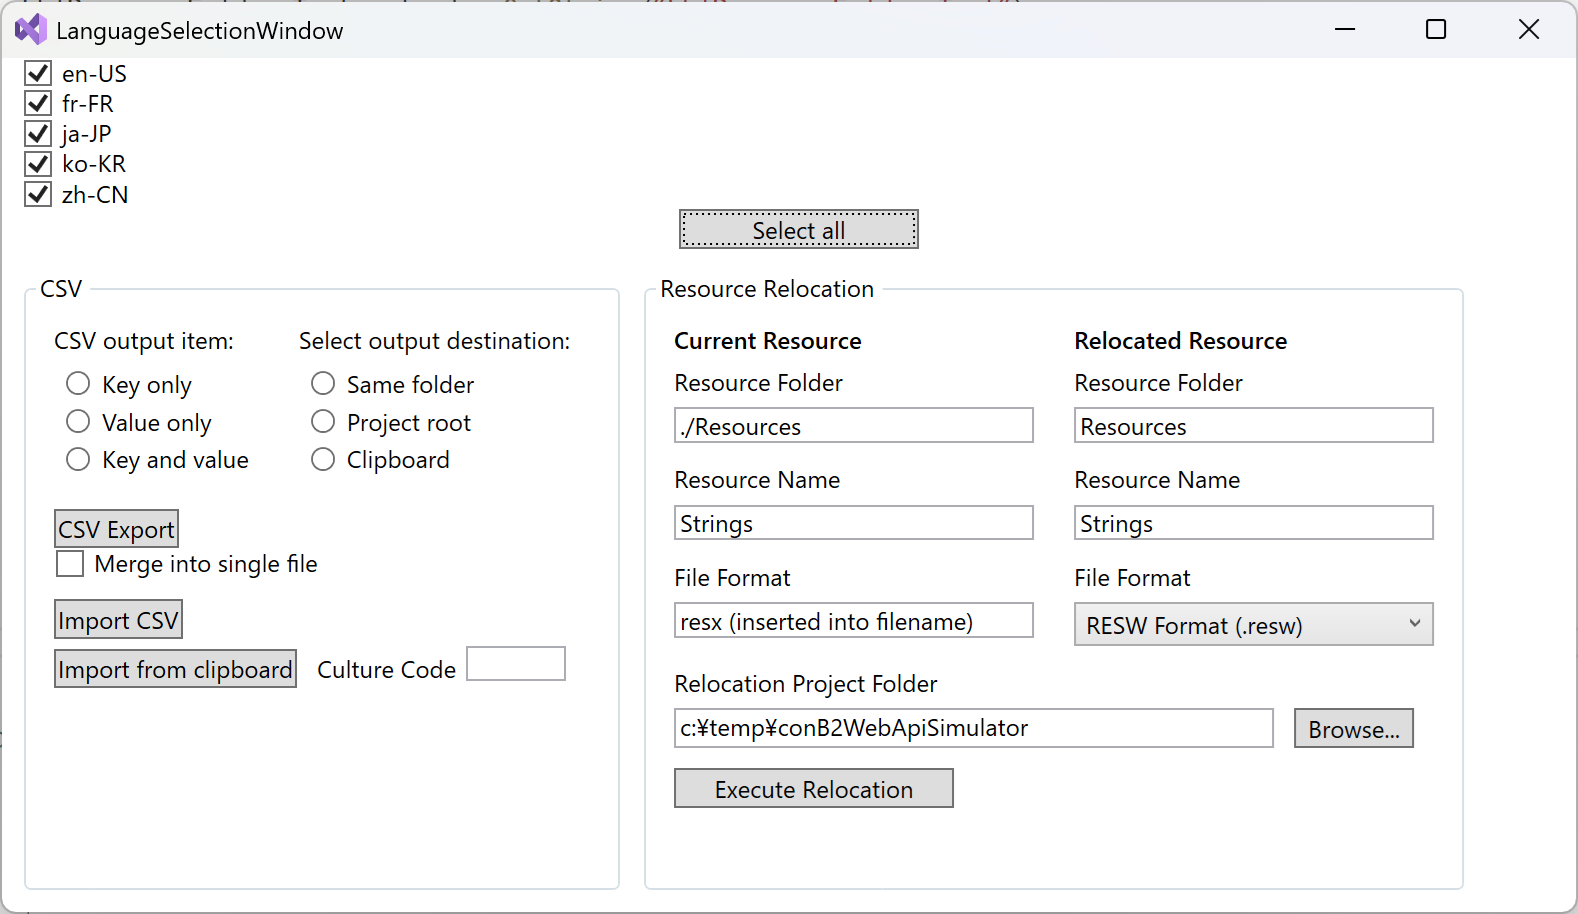 LanguageSelectionWindow
en-US
fr-FR
ja-JP
ko-KR
zh-CN
Select all
CSV
CSV output item:
Select output destination:
Key only
Same folder
Value only
Project root
Key and value
Clipboard
CSV Export
Merge into single file
Import CSV
Import from clipboard
Culture Code
Resource Relocation
Current Resource
Relocated Resource
Resource Folder
Resource Folder
./Resources
Resources
Resource Name
Resource Name
Strings
Strings
File Format
File Format
resx (inserted into filename)
RESW Format (.resw)
Relocation Project Folder
c:¥temp¥conB2WebApiSimulator
Browse...
Execute Relocation